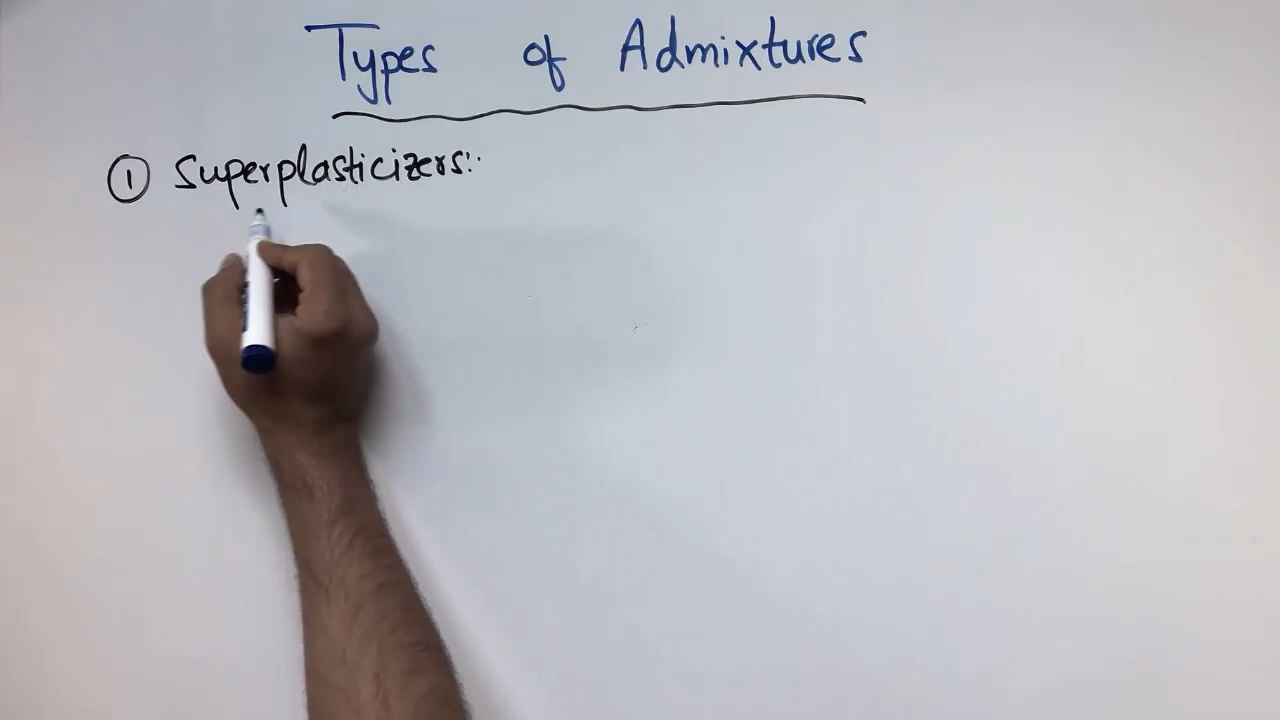 Types of Admixtures
① Superplasticizers:-